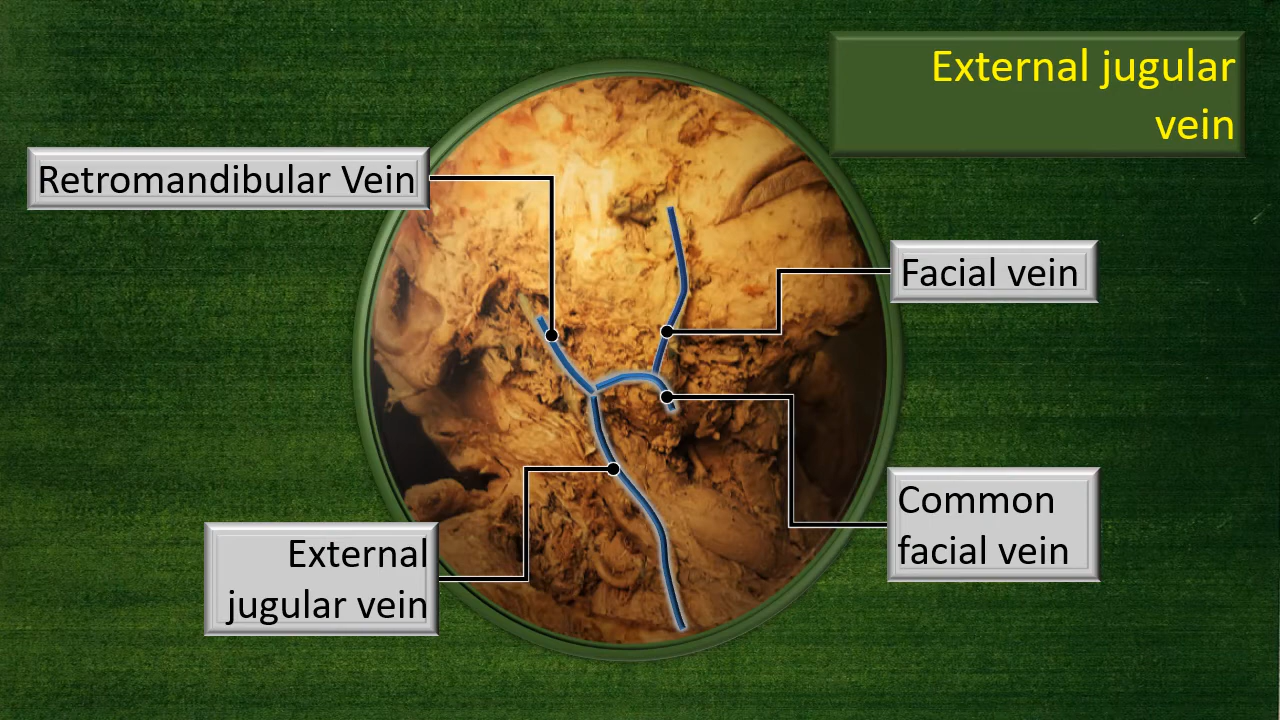 External jugular
vein
Retromandibular Vein
Facial vein
Common
facial vein
External
jugular vein